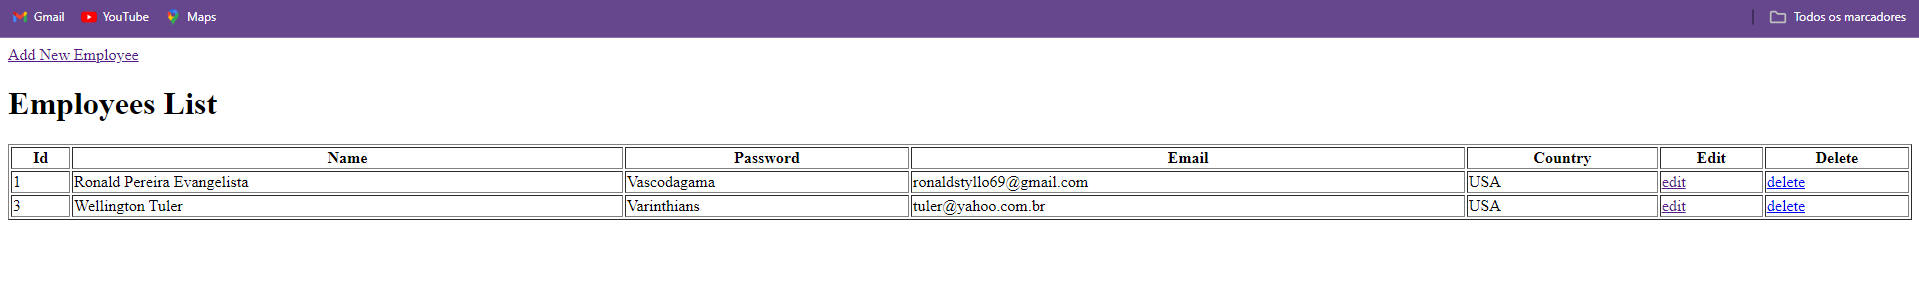 Gmail YouTube Maps Todos os marcadores
Add New Employee
Employees List
Id Name Password Email Country Edit Delete
1 Ronald Pereira Evangelista Vascodagama ronaldstyllo69@gmail.com USA edit delete
3 Wellington Tuler Varinthians tuler@yahoo.com.br USA edit delete